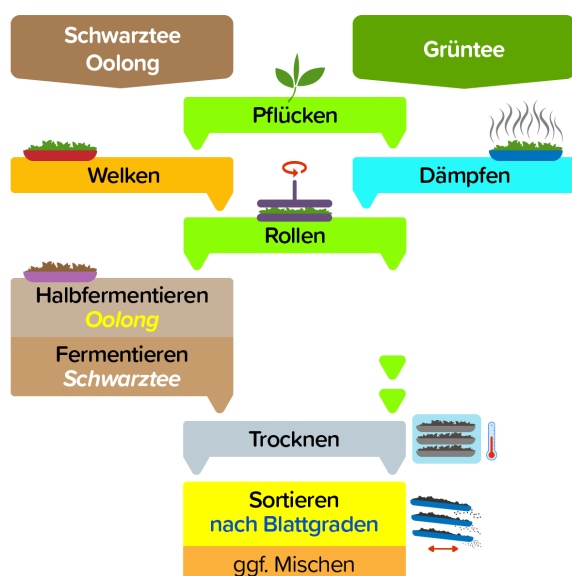 Schwarztee
Oolong
Grüntee
Pflücken
Welken
Dämpfen
Rollen
Halbfermentieren
Oolong
Fermentieren
Schwarztee
Trocknen
Sortieren
nach Blattgraden
ggf. Mischen